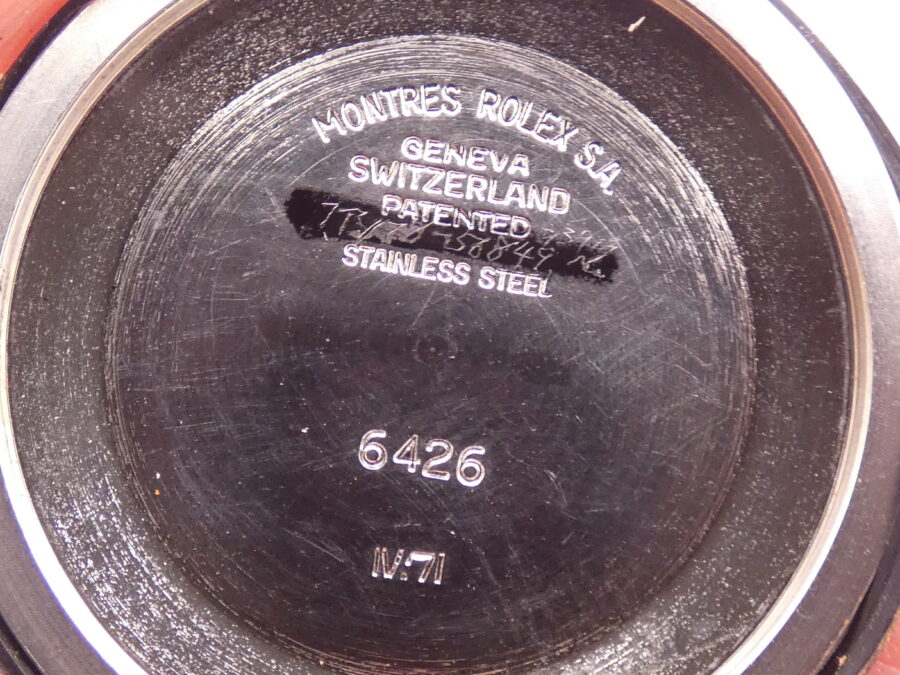 MONTRES ROLEX S.A.
GENEVA
SWITZERLAND
PATENTED
STAINLESS STEEL
6426
IV.71